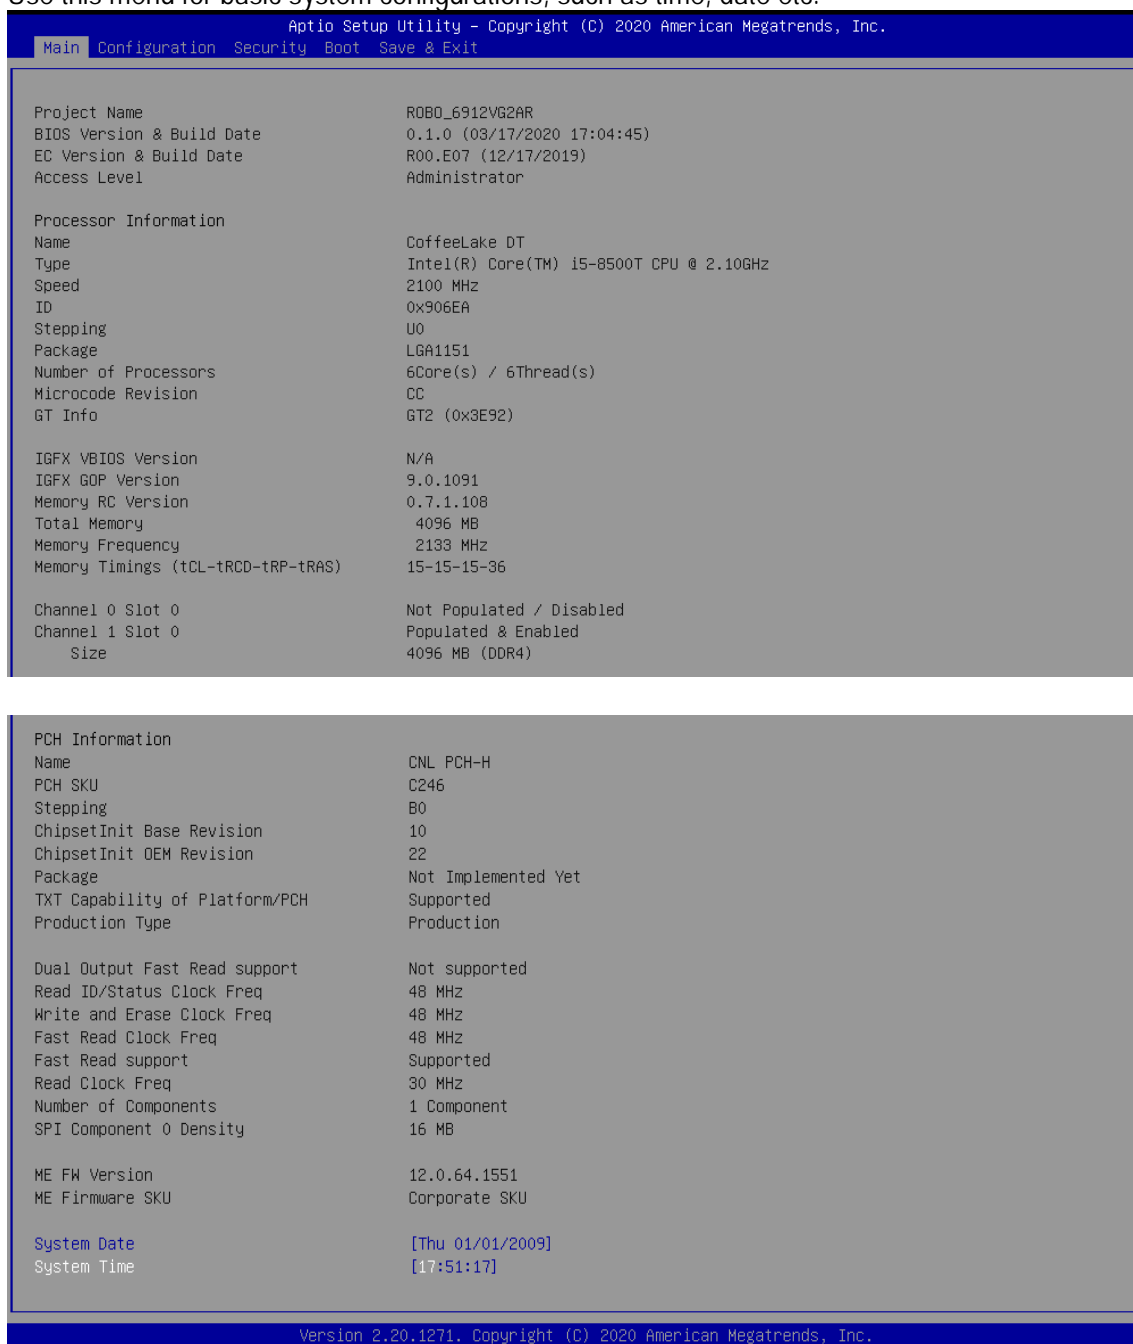 Use this menu for basic system configurations, such as time, date etc.
Aptio Setup Utility – Copyright (C) 2020 American Megatrends, Inc.
Main Configuration Security Boot Save & Exit
Project Name ROBO_6912VG2AR
BIOS Version & Build Date 0.1.0 (03/17/2020 17:04:45)
EC Version & Build Date R00.E07 (12/17/2019)
Access Level Administrator
Processor Information
Name CoffeeLake DT
Type Intel(R) Core(TM) i5-8500T CPU @ 2.10GHz
Speed 2100 MHz
ID 0x906EA
Stepping U0
Package LGA1151
Number of Processors 6Core(s) / 6Thread(s)
Microcode Revision CC
GT Info GT2 (0x3E92)
IGFX VBIOS Version N/A
IGFX GOP Version 9.0.1091
Memory RC Version 0.7.1.108
Total Memory 4096 MB
Memory Frequency 2133 MHz
Memory Timings (tCL-tRCD-tRP-tRAS) 15-15-15-36
Channel 0 Slot 0 Not Populated / Disabled
Channel 1 Slot 0 Populated & Enabled
Size 4096 MB (DDR4)
PCH Information
Name CNL PCH-H
PCH SKU C246
Stepping B0
ChipsetInit Base Revision 10
ChipsetInit OEM Revision 22
Package Not Implemented Yet
TXT Capability of Platform/PCH Supported
Production Type Production
Dual Output Fast Read support Not supported
Read ID/Status Clock Freq 48 MHz
Write and Erase Clock Freq 48 MHz
Fast Read Clock Freq 48 MHz
Fast Read support Supported
Read Clock Freq 30 MHz
Number of Components 1 Component
SPI Component 0 Density 16 MB
ME FW Version 12.0.64.1551
ME Firmware SKU Corporate SKU
System Date [Thu 01/01/2009]
System Time [17:51:17]
Version 2.20.1271. Copyright (C) 2020 American Megatrends, Inc.